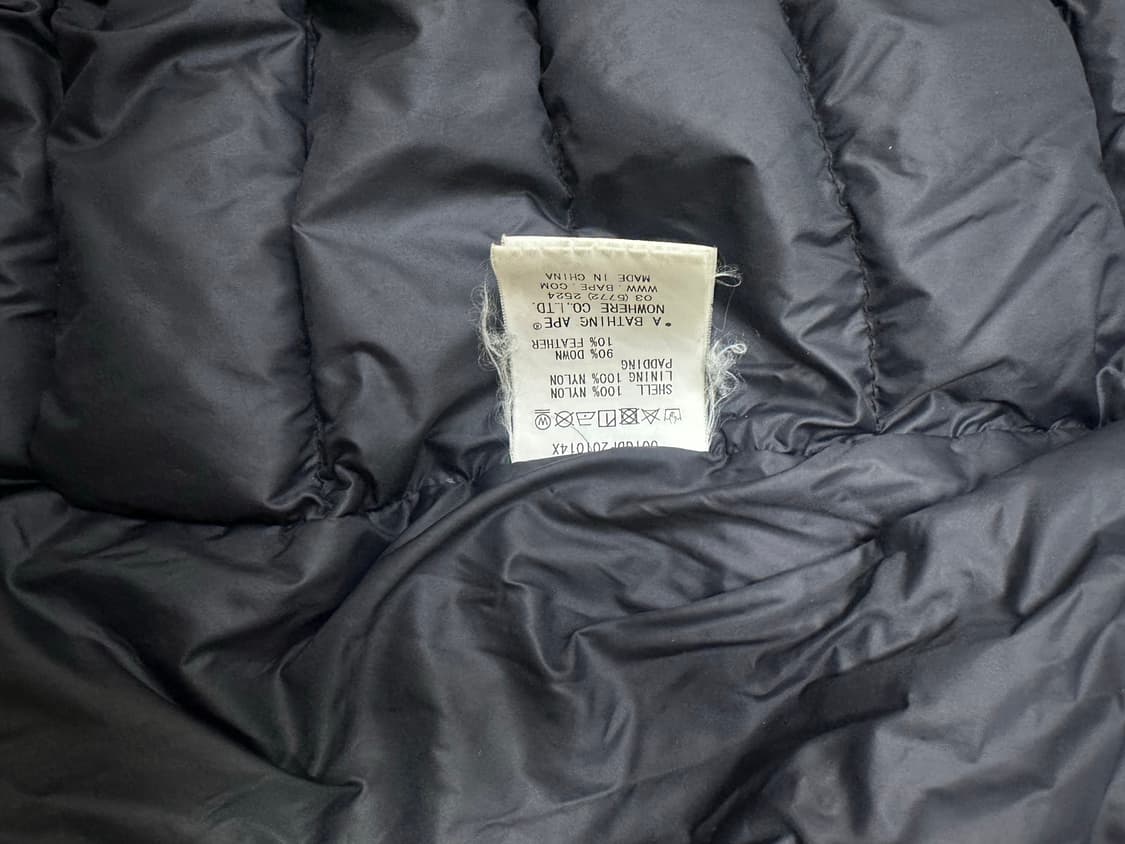 SHELL 100% NYLON
LINING 100% NYLON
PADDING
90% DOWN
10% FEATHER
* A BATHING APE®
NOWHERE CO.,LTD.
03 (5772) 2524
WWW.BAPE.COM
MADE IN CHINA